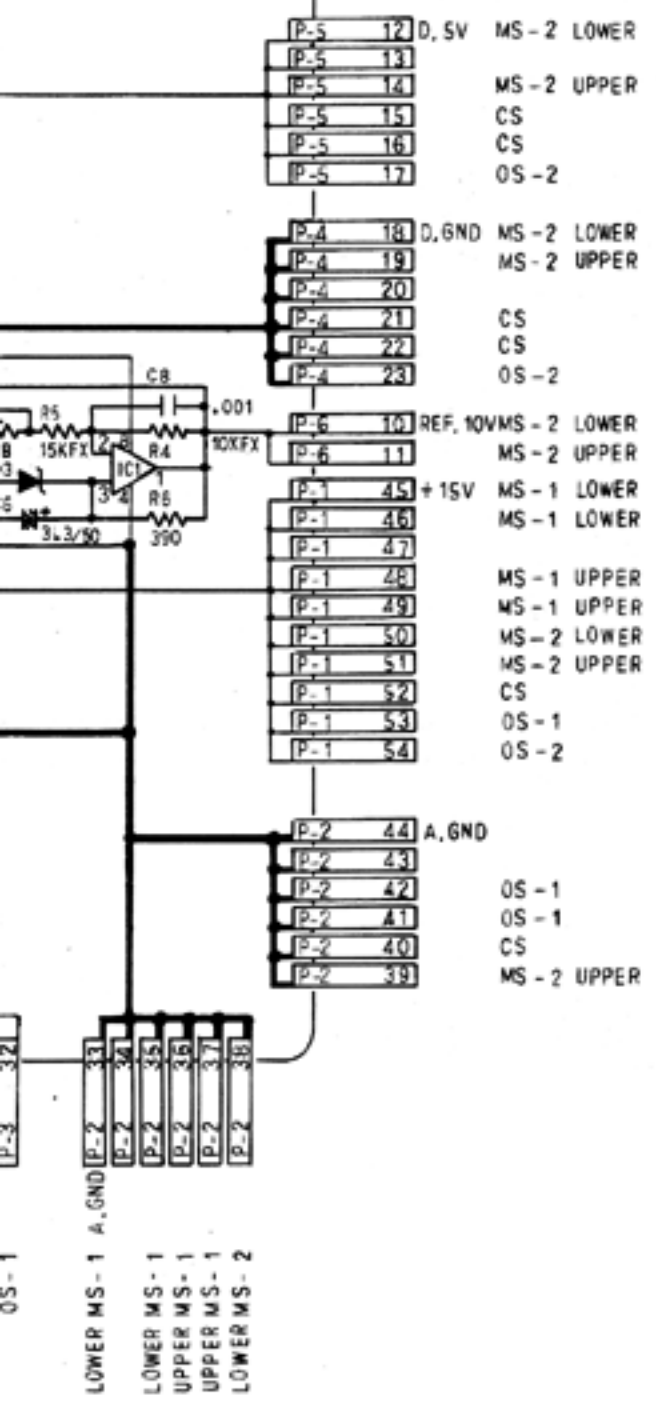 P-5 12 D,5V MS-2 LOWER
P-5 13
P-5 14 MS-2 UPPER
P-5 15 CS
P-5 16 CS
P-5 17 OS-2
P-4 18 D,GND MS-2 LOWER
P-4 19 MS-2 UPPER
P-4 20
P-4 21 CS
P-4 22 CS
P-4 23 OS-2
C8
.001
R5
15KFX
R4
10KFX
P-6 10 REF.10V MS-2 LOWER
P-6 11 MS-2 UPPER
2 8
IC1
1
3 4
R6
390
3.3/50
P-1 45 +15V MS-1 LOWER
P-1 46 MS-1 LOWER
P-1 47
P-1 48 MS-1 UPPER
P-1 49 MS-1 UPPER
P-1 50 MS-2 LOWER
P-1 51 MS-2 UPPER
P-1 52 CS
P-1 53 OS-1
P-1 54 OS-2
P-2 44 A,GND
P-2 43
P-2 42 OS-1
P-2 41 OS-1
P-2 40 CS
P-2 39 MS-2 UPPER
P-3 32 OS-1
P-2 33 A,GND LOWER MS-1
P-2 34
P-2 35 LOWER MS-1
P-2 36 UPPER MS-1
P-2 37 UPPER MS-1
P-2 38 LOWER MS-2